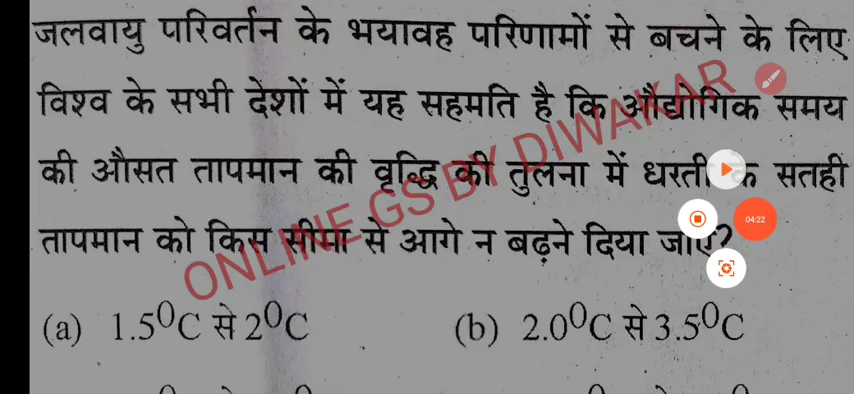 जलवायु परिवर्तन के भयावह परिणामों से बचने के लिए
विश्व के सभी देशों में यह सहमति है कि औद्योगिक समय
की औसत तापमान की वृद्धि की तुलना में धरती के सतही
तापमान को किस सीमा से आगे न बढ़ने दिया जाए?
(a) 1.5⁰C से 2⁰C (b) 2.0⁰C से 3.5⁰C
ONLINE GS BY DIWAKAR
04:22